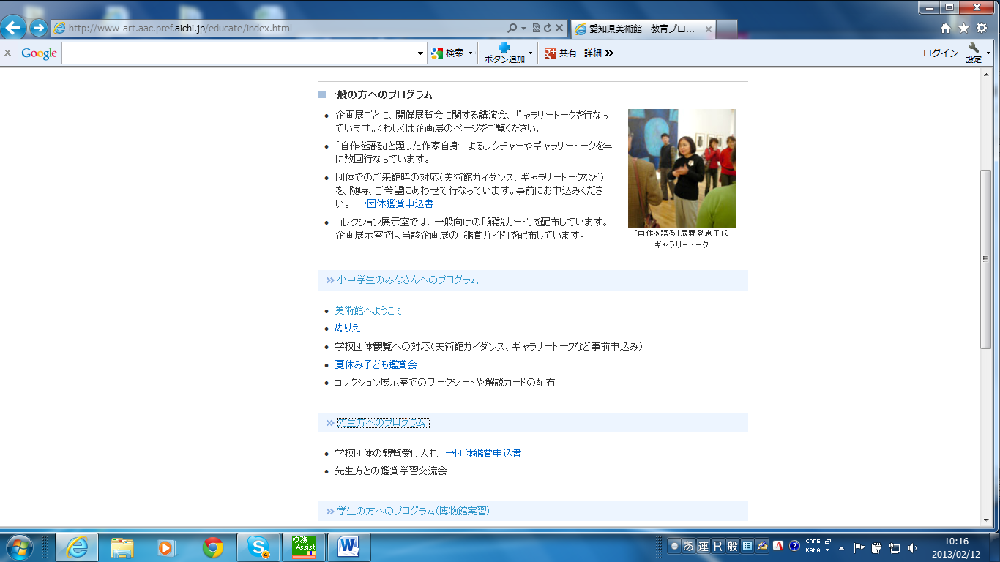 http://www-art.aac.pref.aichi.jp/educate/index.html
愛知県美術館　教育プロ...
Google
検索
ボタン追加
共有
詳細 »
ログイン
設定
■一般の方へのプログラム
• 企画展ごとに、開催展覧会に関する講演会、ギャラリートークを行なっ
ています。くわしくは企画展のページをご覧ください。
• 「自作を語る」と題した作家自身によるレクチャーやギャラリートークを年
に数回行なっています。
• 団体でのご来館時の対応（美術館ガイダンス、ギャラリートークなど）
を、随時、ご希望にあわせて行なっています。事前にお申込みくださ
い。 →団体鑑賞申込書
• コレクション展示室では、一般向けの「解説カード」を配布しています。
企画展示室では当該企画展の「鑑賞ガイド」を配布しています。
「自作を語る」辰野登恵子氏
ギャラリートーク
» 小中学生のみなさんへのプログラム
• 美術館へようこそ
• ぬりえ
• 学校団体観覧への対応（美術館ガイダンス、ギャラリートークなど事前申込み）
• 夏休み子ども鑑賞会
• コレクション展示室でのワークシートや解説カードの配布
» 先生方へのプログラム
• 学校団体の観覧受け入れ →団体鑑賞申込書
• 先生方との鑑賞学習交流会
» 学生の方へのプログラム（博物館実習）
4
校務
Assist
あ 連 R 般
CAPS
KANA
10:16
2013/02/12